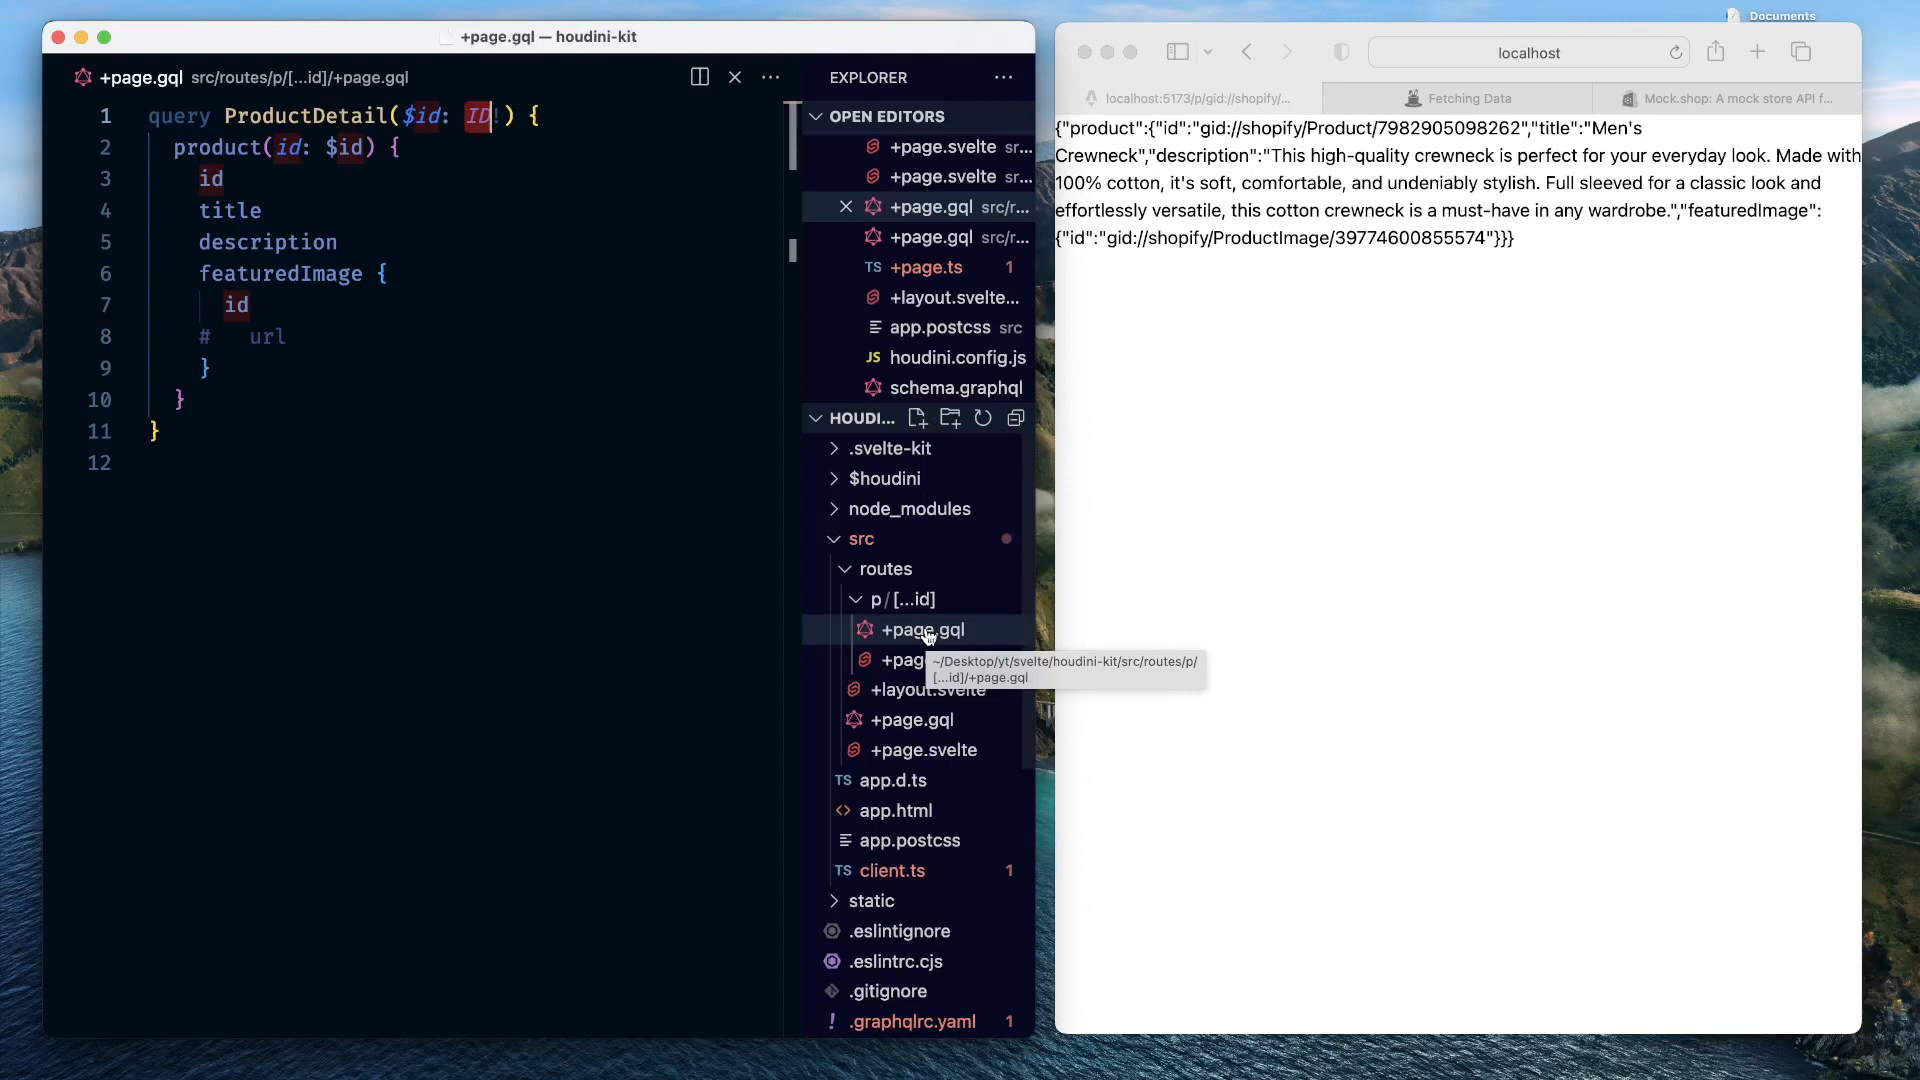 Documents
+page.gql — houdini-kit
+page.gql src/routes/p/[...id]/+page.gql
1 query ProductDetail($id: ID!) {
2 product(id: $id) {
3 id
4 title
5 description
6 featuredImage {
7 id
8 # url
9 }
10 }
11 }
12
EXPLORER
OPEN EDITORS
+page.svelte sr...
+page.svelte sr...
+page.gql src/r...
+page.gql src/r...
TS +page.ts 1
+layout.svelte...
app.postcss src
JS houdini.config.js
schema.graphql
HOUDI...
.svelte-kit
$houdini
node_modules
src
routes
p/[...id]
+page.gql
+pag
~/Desktop/yt/svelte/houdini-kit/src/routes/p/
[...id]/+page.gql
+layout.svelte
+page.gql
+page.svelte
TS app.d.ts
<> app.html
app.postcss
TS client.ts 1
static
.eslintignore
.eslintrc.cjs
.gitignore
! .graphqlrc.yaml 1
localhost
localhost:5173/p/gid://shopify/...
Fetching Data
Mock.shop: A mock store API f...
{"product":{"id":"gid://shopify/Product/7982905098262","title":"Men's
Crewneck","description":"This high-quality crewneck is perfect for your everyday look. Made with
100% cotton, it's soft, comfortable, and undeniably stylish. Full sleeved for a classic look and
effortlessly versatile, this cotton crewneck is a must-have in any wardrobe.","featuredImage":
{"id":"gid://shopify/ProductImage/39774600855574"}}}